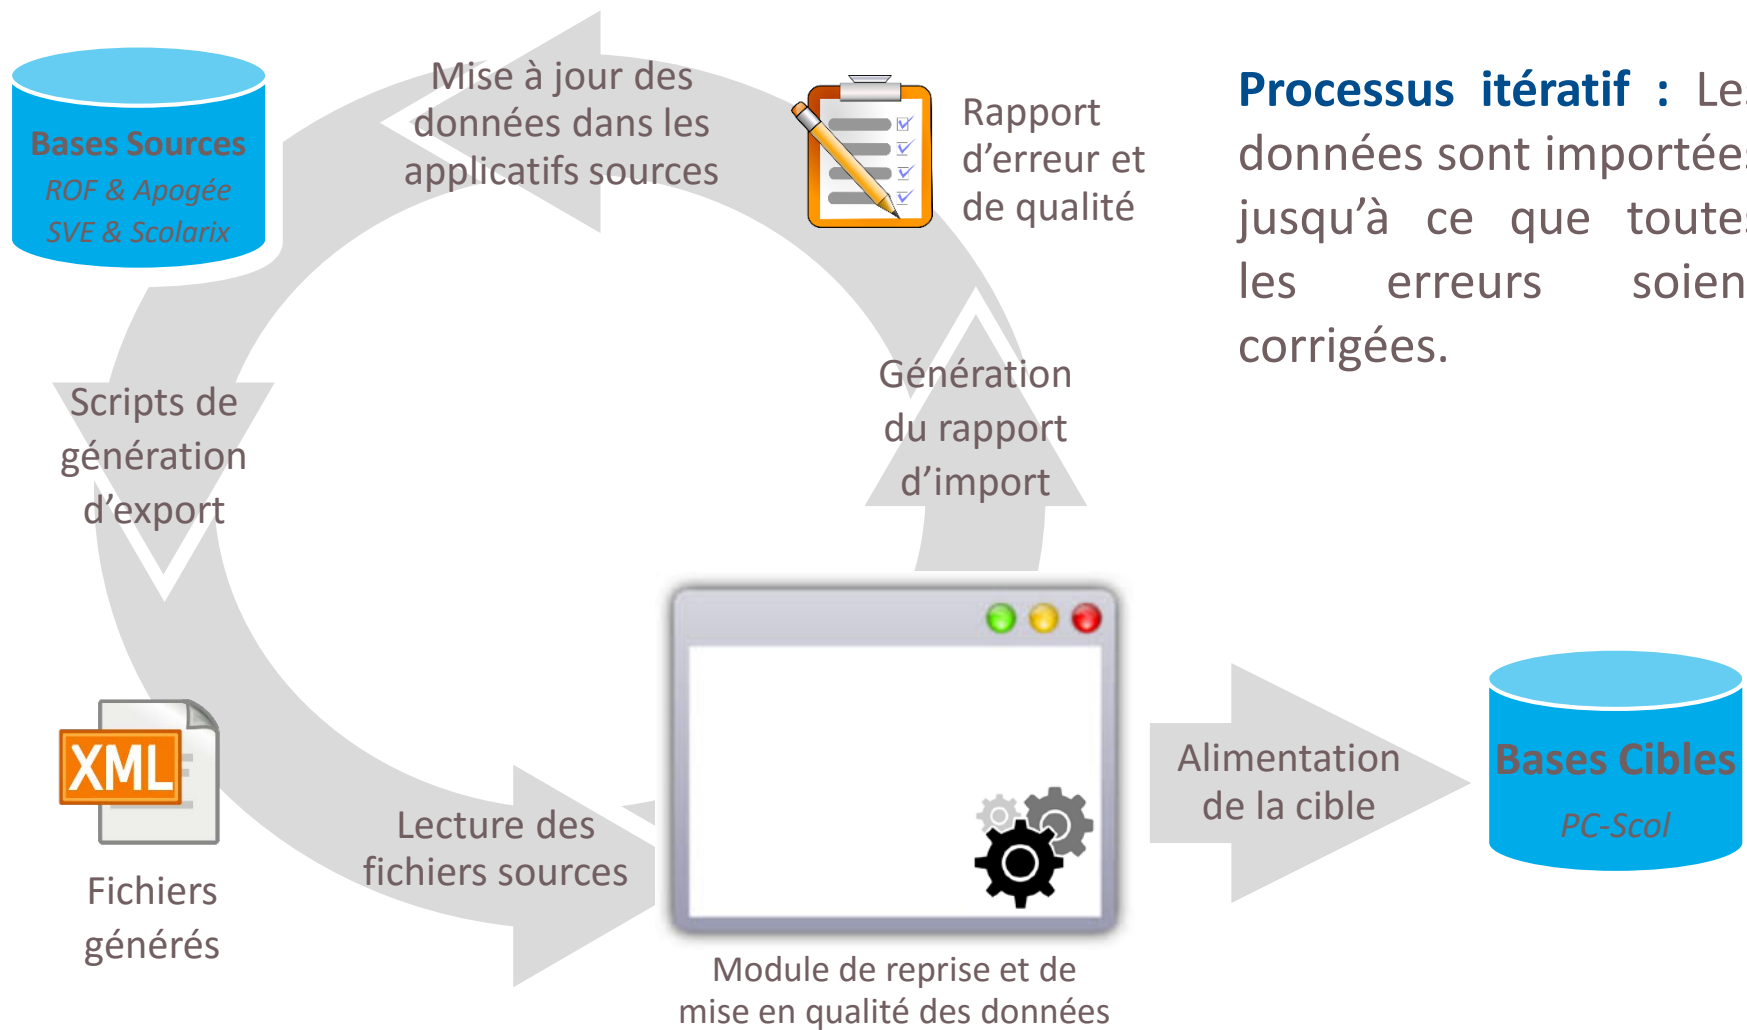 Bases Sources
ROF & Apogée
SVE & Scolarix
Mise à jour des
données dans les
applicatifs sources
Rapport
d’erreur et
de qualité
Processus itératif : Les
données sont importées
jusqu’à ce que toutes
les erreurs soien
corrigées.
Scripts de
génération
d’export
Génération
du rapport
d’import
XML
Fichiers
générés
Lecture des
fichiers sources
Module de reprise et de
mise en qualité des données
Alimentation
de la cible
Bases Cibles
PC-Scol